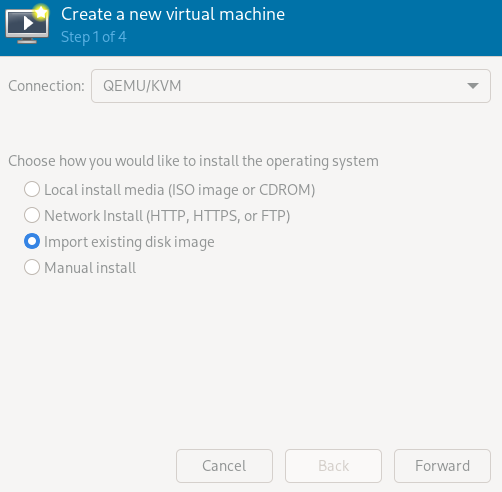 Create a new virtual machine
Step 1 of 4
Connection: QEMU/KVM
Choose how you would like to install the operating system
Local install media (ISO image or CDROM)
Network Install (HTTP, HTTPS, or FTP)
Import existing disk image
Manual install
Cancel Back Forward